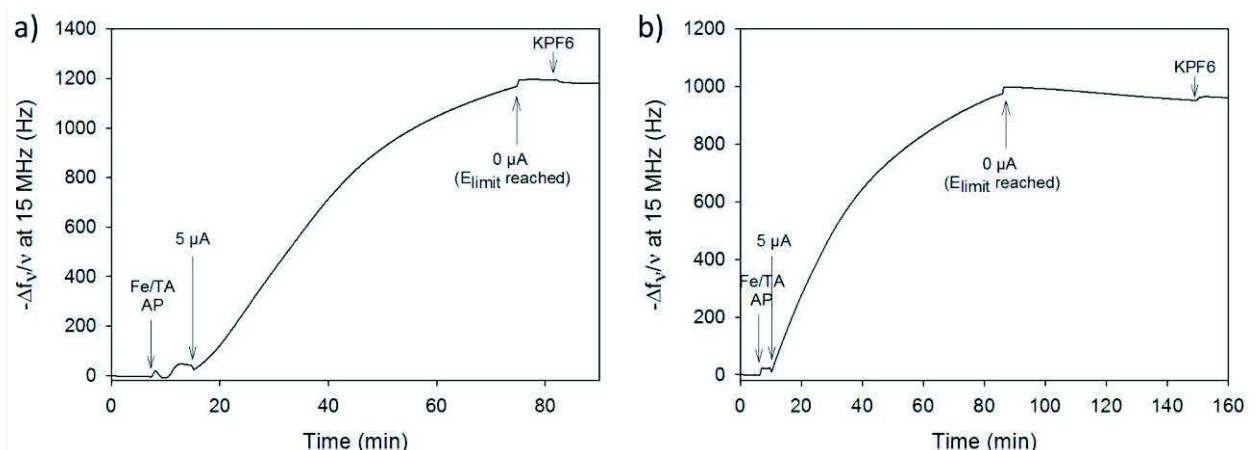 a)
-Δfν/ν at 15 MHz (Hz)
1400
1200
1000
800
600
400
200
0
KPF6
0 µA
(Elimit reached)
5 µA
Fe/TA
AP
0
20
40
60
80
Time (min)
b)
-Δfν/ν at 15 MHz (Hz)
1200
1000
800
600
400
200
0
KPF6
0 µA
(Elimit reached)
5 µA
Fe/TA
AP
0
20
40
60
80
100
120
140
160
Time (min)